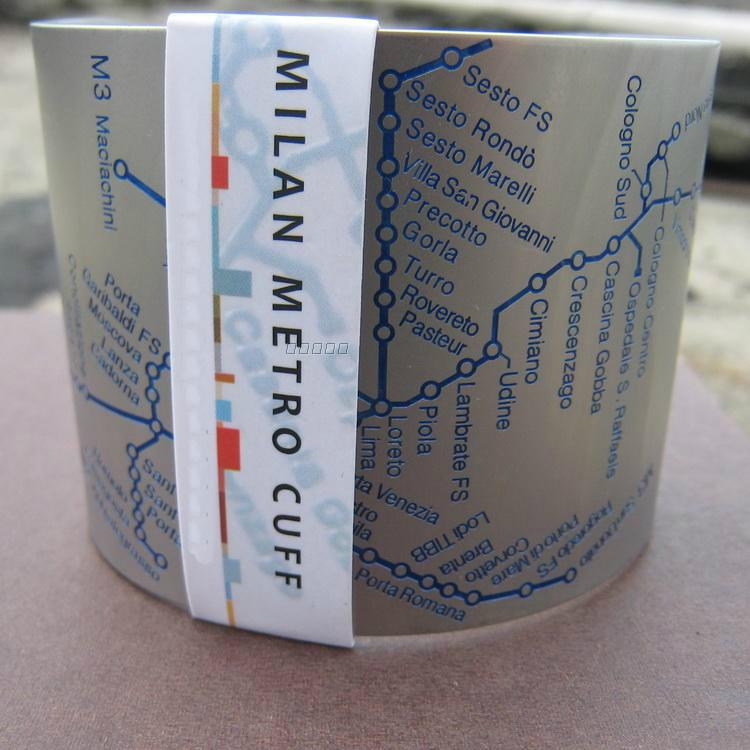 M3 Maciachini
Porta
Garibaldi FS
Moscova
Lanza
Cadorna
MILAN METRO CUFF
Sesto FS
Sesto Rondò
Sesto Marelli
Villa San Giovanni
Precotto
Gorla
Turro
Rovereto
Pasteur
Loreto
Lima
Piola
Lambrate FS
Udine
Cimiano
Crescenzago
Cascina Gobba
Ospedale S. Raffaele
Cologno Sud
Cologno Centro
Nord
Venezia
Lodi TIBB
Brenta
Corvetto
Porto di Mare
Rogoredo FS
Porta Romana